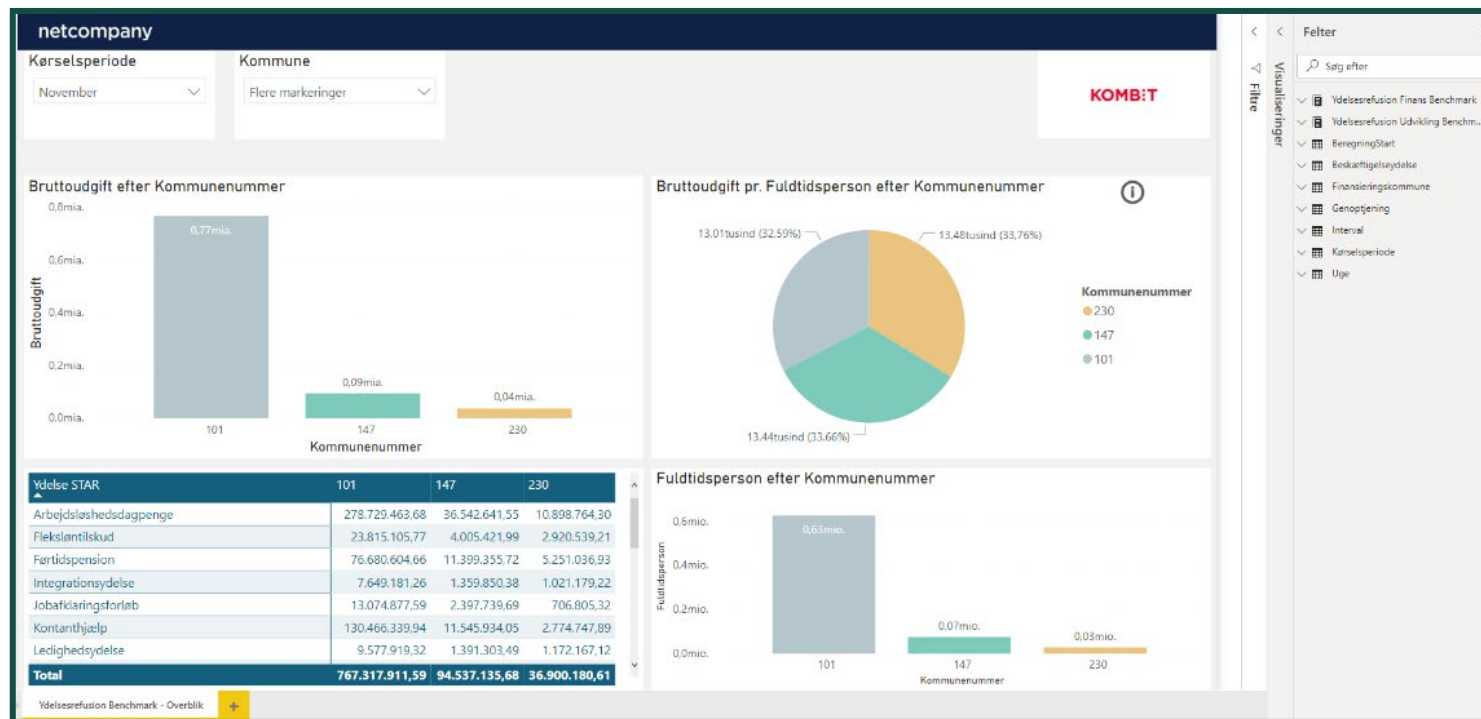 netcompany
Kørselsperiode
November
Kommune
Flere markeringer
KOMB:T
Bruttoudgift efter Kommunenummer
0,8mia.
0,6mia.
0,4mia.
0,2mia.
0,0mia.
Bruttoudgift
0,77mia.
0,09mia.
0,04mia.
101 147 230
Kommunenummer
Bruttoudgift pr. Fuldtidsperson efter Kommunenummer
13,01tusind (32,59%)
13,48tusind (33,76%)
13,44tusind (33,66%)
Kommunenummer
230
147
101
Ydelse STAR 101 147 230
Arbejdsløshedsdagpenge 278.729.463,68 36.542.641,55 10.898.764,30
Fleksløntilskud 23.815.105,77 4.005.421,99 2.920.539,21
Førtidspension 76.680.604,66 11.399.355,72 5.251.036,93
Integrationsydelse 7.649.181,26 1.359.850,38 1.021.179,22
Jobafklaringsforløb 13.074.877,59 2.397.739,69 706.805,32
Kontanthjælp 130.466.339,94 11.545.934,05 2.774.747,89
Ledighedsydelse 9.577.919,32 1.391.303,49 1.172.167,12
Total 767.317.911,59 94.537.135,68 36.900.180,61
Fuldtidsperson efter Kommunenummer
0,6mio.
0,4mio.
0,2mio.
0,0mio.
Fuldtidsperson
0,63mio.
0,07mio.
0,03mio.
101 147 230
Kommunenummer
Ydelsesrefusion Benchmark - Overblik
+
Filtre
Visualiseringer
Felter
Søg efter
Ydelsesrefusion Finans Benchmark
Ydelsesrefusion Udvikling Benchm...
BeregningStart
Beskæftigelseydelse
Finansieringskommune
Genoptjening
Interval
Kørselsperiode
Uge